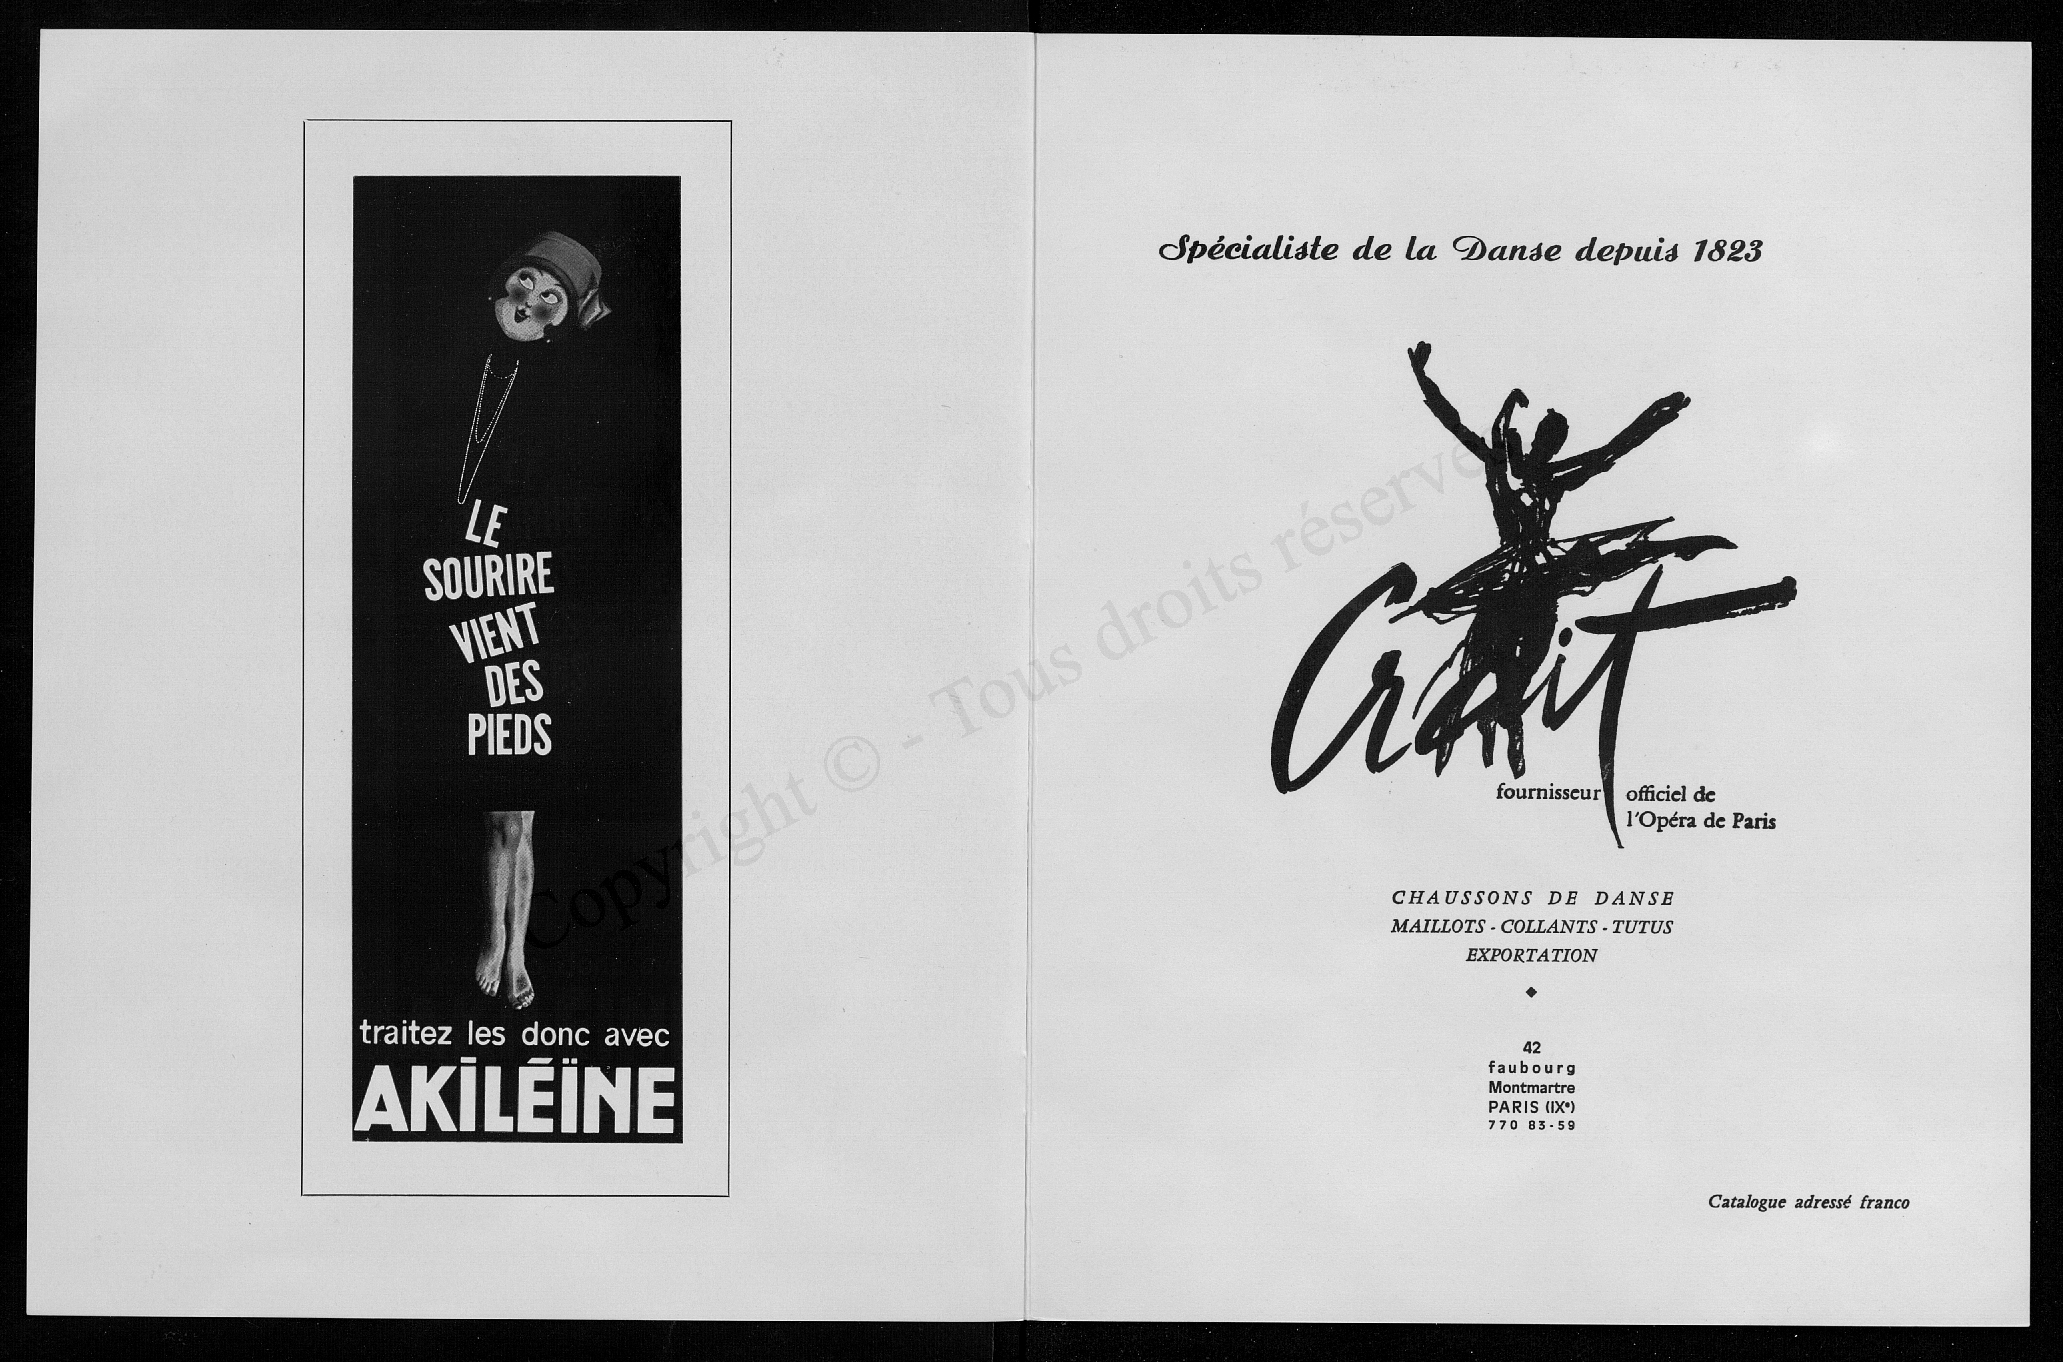 LE
SOURIRE
VIENT
DES
PIEDS
traitez les donc avec
AKILÉÏNE
Spécialiste de la Danse depuis 1823
Crait
fournisseur officiel de
l'Opéra de Paris
CHAUSSONS DE DANSE
MAILLOTS - COLLANTS - TUTUS
EXPORTATION
42
faubourg
Montmartre
PARIS (IXe)
770 83-59
Catalogue adressé franco
Copyright © - Tous droits réservés